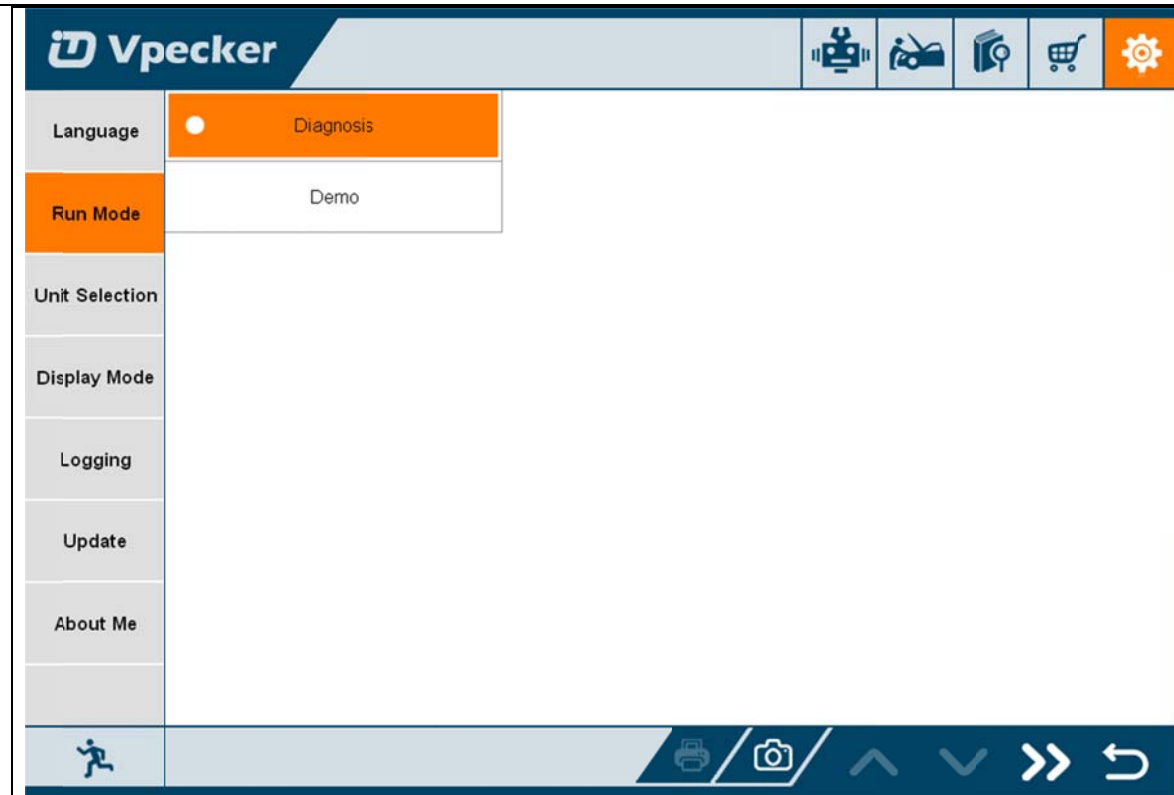 Vpecker
Language
Diagnosis
Run Mode
Demo
Unit Selection
Display Mode
Logging
Update
About Me